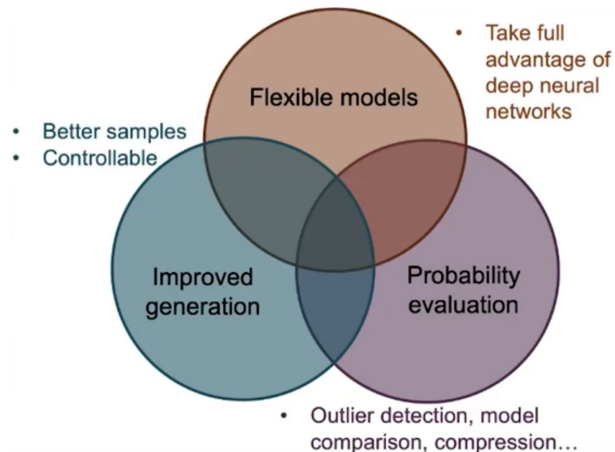 • Take full
advantage of
deep neural
networks
Flexible models
• Better samples
• Controllable
Improved
generation
Probability
evaluation
• Outlier detection, model
comparison, compression…